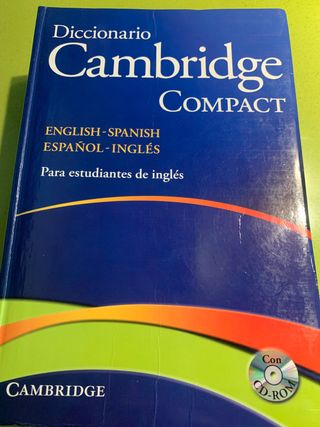 Diccionario
Cambridge
COMPACT
ENGLISH-SPANISH
ESPAÑOL-INGLÉS
Para estudiantes de inglés
Con
CD-ROM
CAMBRIDGE